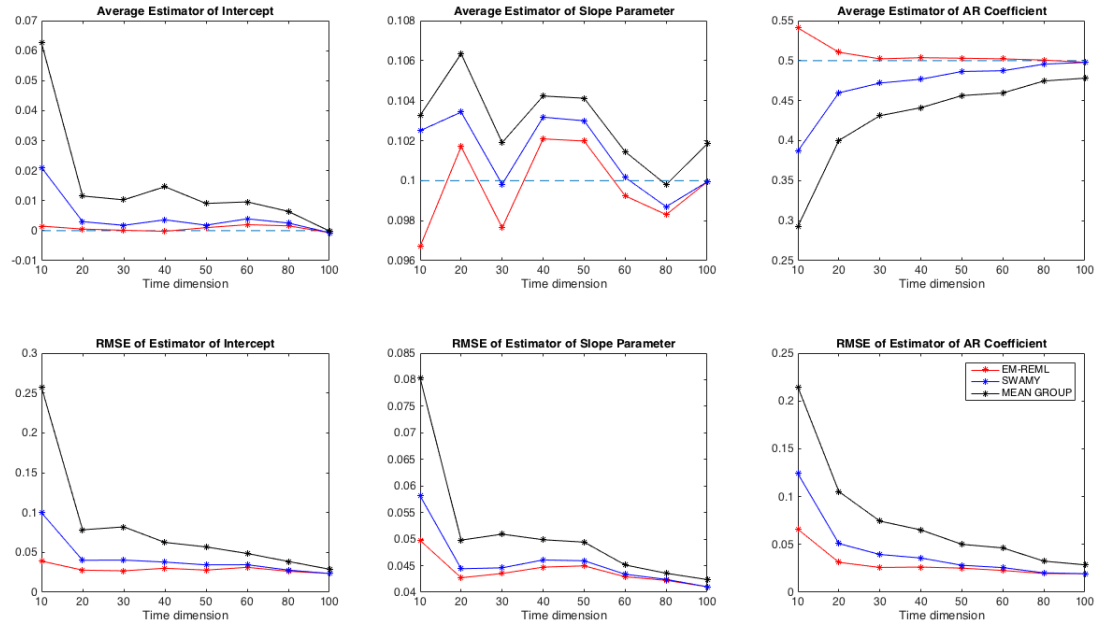 Average Estimator of Intercept
0.07
0.06
0.05
0.04
0.03
0.02
0.01
0
-0.01
10 20 30 40 50 60 80 100
Time dimension
Average Estimator of Slope Parameter
0.108
0.106
0.104
0.102
0.1
0.098
0.096
10 20 30 40 50 60 80 100
Time dimension
Average Estimator of AR Coefficient
0.55
0.5
0.45
0.4
0.35
0.3
0.25
10 20 30 40 50 60 80 100
Time dimension
RMSE of Estimator of Intercept
0.3
0.25
0.2
0.15
0.1
0.05
0
10 20 30 40 50 60 80 100
Time dimension
RMSE of Estimator of Slope Parameter
0.085
0.08
0.075
0.07
0.065
0.06
0.055
0.05
0.045
0.04
10 20 30 40 50 60 80 100
Time dimension
RMSE of Estimator of AR Coefficient
0.25
0.2
0.15
0.1
0.05
0
EM-REML
SWAMY
MEAN GROUP
10 20 30 40 50 60 80 100
Time dimension